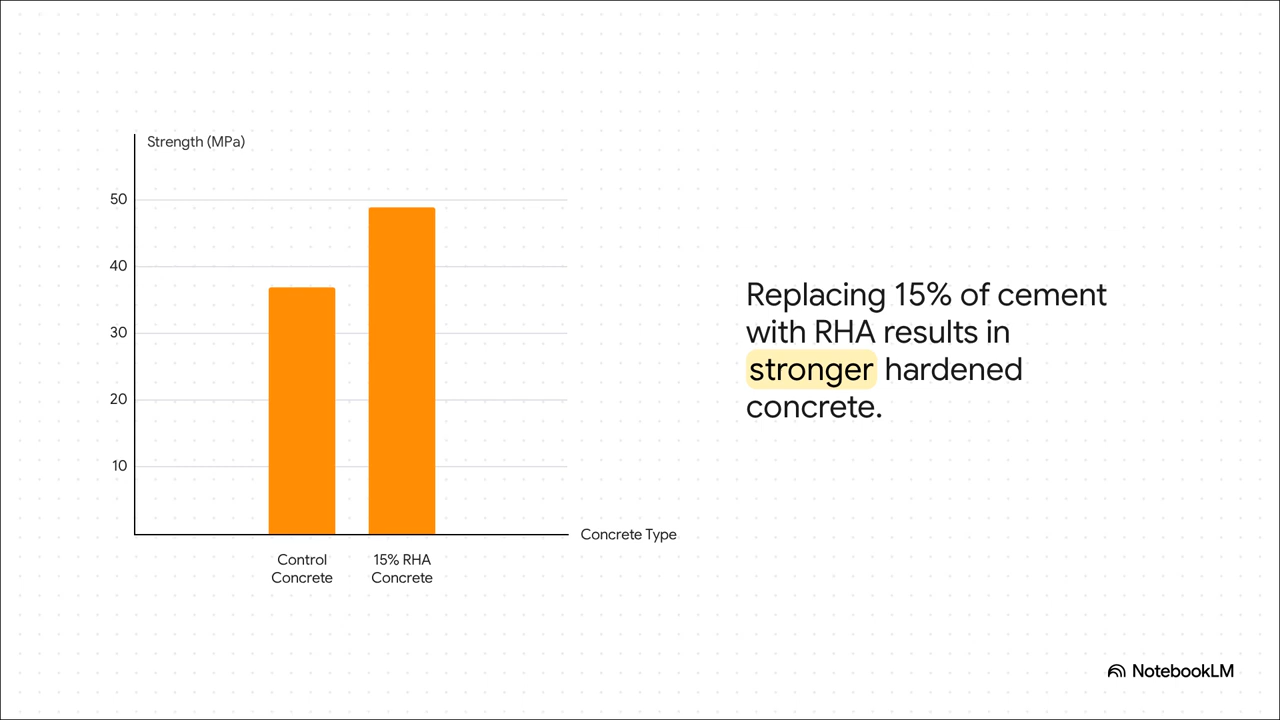 Strength (MPa)
50
40
30
20
10
Concrete Type
Control
Concrete
15% RHA
Concrete
Replacing 15% of cement
with RHA results in
stronger hardened
concrete.
NotebookLM